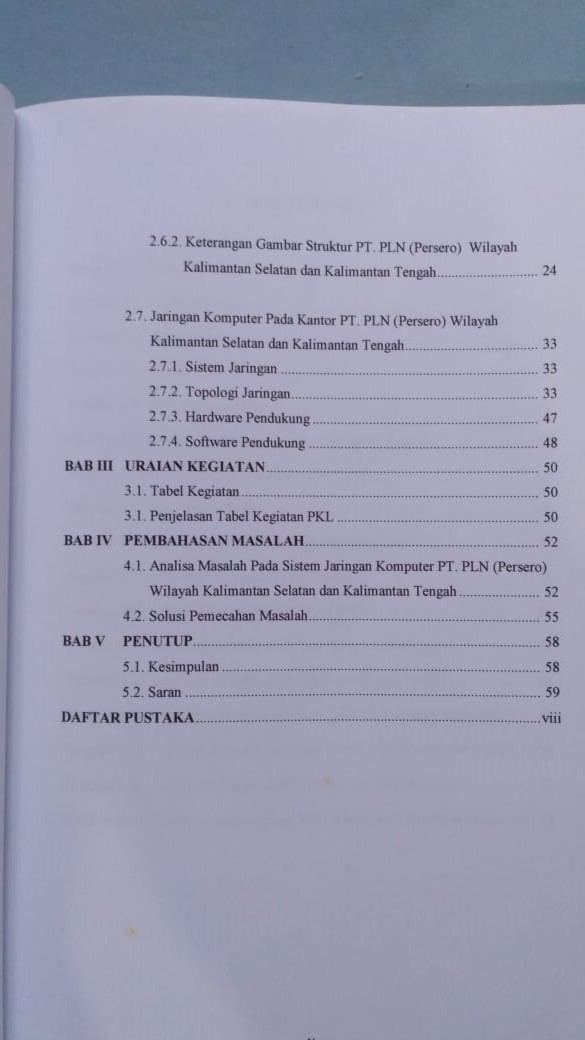 2.6.2. Keterangan Gambar Struktur PT. PLN (Persero) Wilayah
Kalimantan Selatan dan Kalimantan Tengah............................ 24
2.7. Jaringan Komputer Pada Kantor PT. PLN (Persero) Wilayah
Kalimantan Selatan dan Kalimantan Tengah..................................... 33
2.7.1. Sistem Jaringan ....................................................................... 33
2.7.2. Topologi Jaringan.................................................................... 33
2.7.3. Hardware Pendukung .............................................................. 47
2.7.4. Software Pendukung ............................................................... 48
BAB III URAIAN KEGIATAN........................................................................... 50
3.1. Tabel Kegiatan .................................................................................. 50
3.1. Penjelasan Tabel Kegiatan PKL ........................................................ 50
BAB IV PEMBAHASAN MASALAH................................................................ 52
4.1. Analisa Masalah Pada Sistem Jaringan Komputer PT. PLN (Persero)
Wilayah Kalimantan Selatan dan Kalimantan Tengah ...................... 52
4.2. Solusi Pemecahan Masalah................................................................ 55
BAB V PENUTUP................................................................................................ 58
5.1. Kesimpulan ........................................................................................ 58
5.2. Saran .................................................................................................. 59
DAFTAR PUSTAKA................................................................................................viii